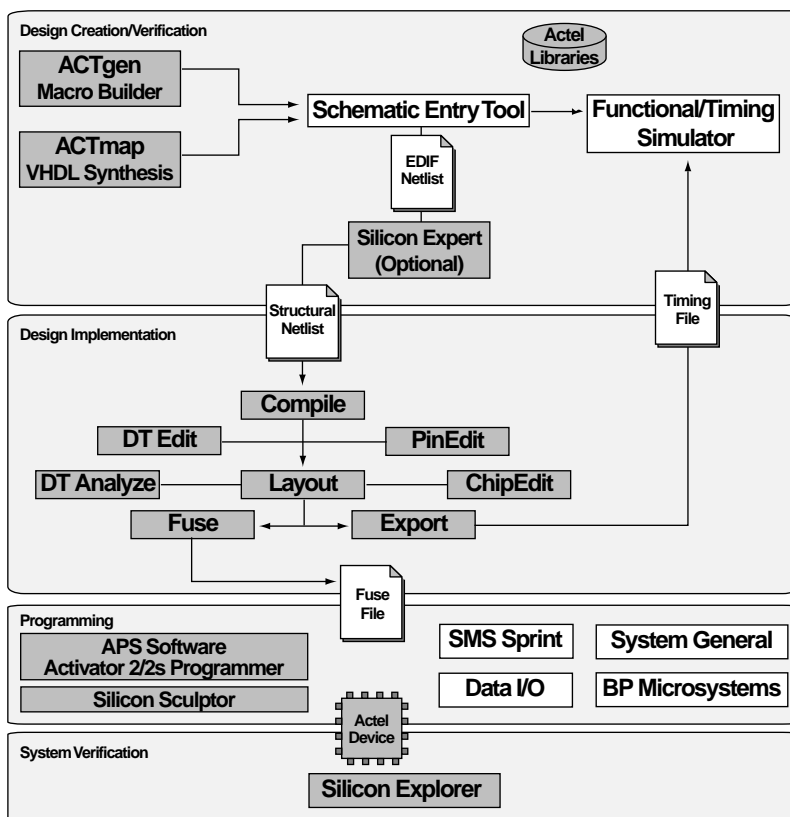 Design Creation/Verification
Actel
Libraries
ACTgen
Macro Builder
Schematic Entry Tool
Functional/Timing
Simulator
ACTmap
VHDL Synthesis
EDIF
Netlist
Silicon Expert
(Optional)
Structural
Netlist
Timing
File
Design Implementation
Compile
DT Edit
PinEdit
DT Analyze
Layout
ChipEdit
Fuse
Export
Fuse
File
Programming
APS Software
Activator 2/2s Programmer
SMS Sprint
System General
Silicon Sculptor
Data I/O
BP Microsystems
Actel
Device
System Verification
Silicon Explorer